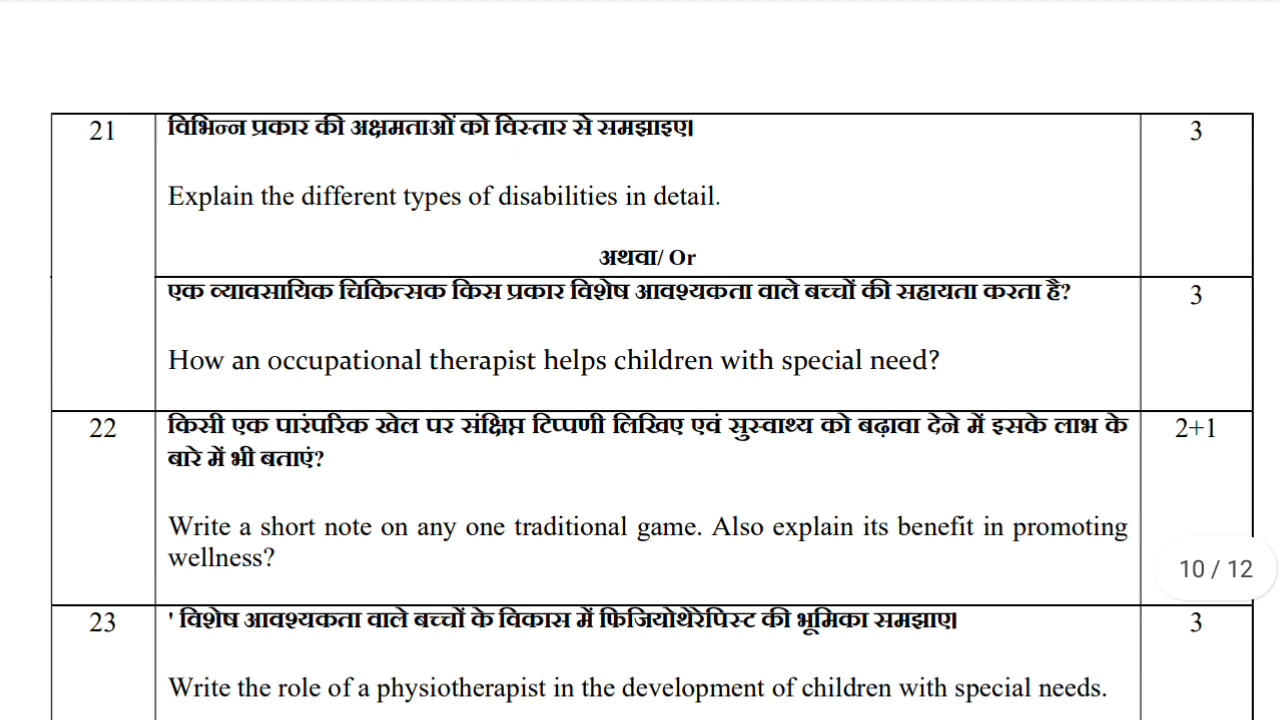 21
विभिन्न प्रकार की अक्षमताओं को विस्तार से समझाइए।
3
Explain the different types of disabilities in detail.
अथवा/ Or
एक व्यावसायिक चिकित्सक किस प्रकार विशेष आवश्यकता वाले बच्चों की सहायता करता है?
3
How an occupational therapist helps children with special need?
22
किसी एक पारंपरिक खेल पर संक्षिप्त टिप्पणी लिखिए एवं सुस्वाथ्य को बढ़ावा देने में इसके लाभ के
2+1
बारे में भी बताएं?
Write a short note on any one traditional game. Also explain its benefit in promoting
wellness?
10 / 12
23
' विशेष आवश्यकता वाले बच्चों के विकास में फिजियोथैरेपिस्ट की भूमिका समझाए।
3
Write the role of a physiotherapist in the development of children with special needs.